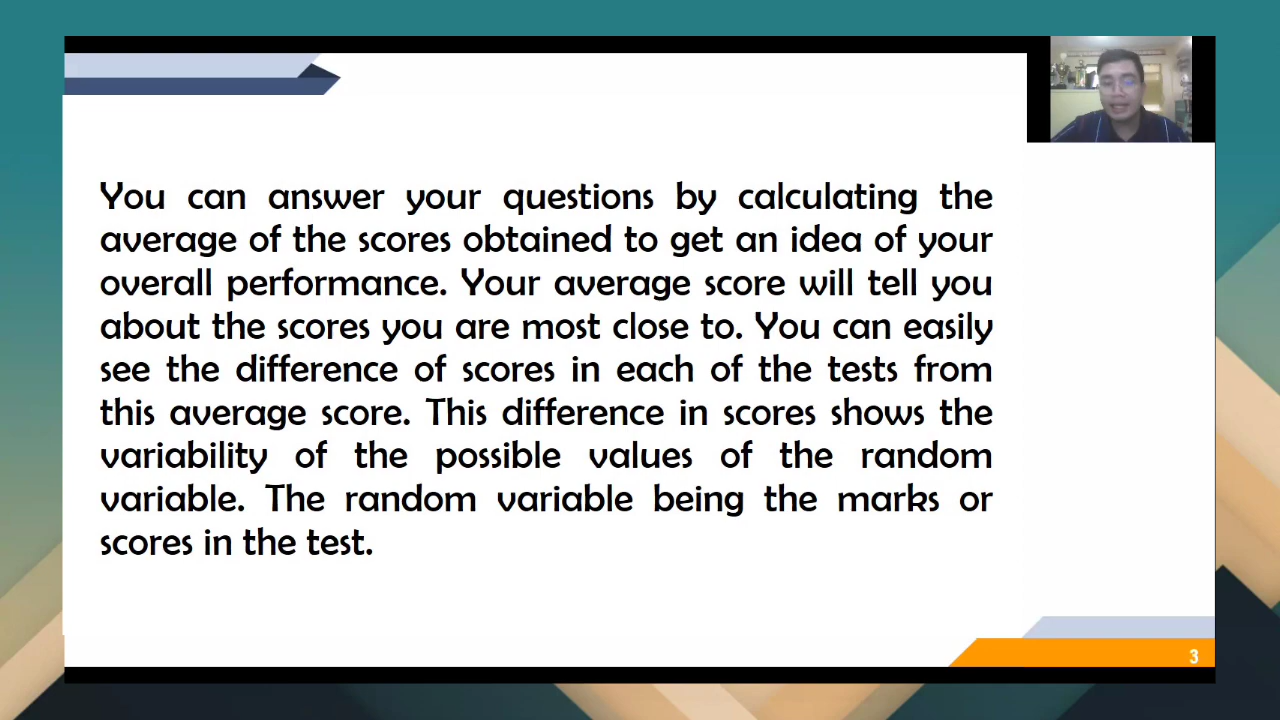 You can answer your questions by calculating the
average of the scores obtained to get an idea of your
overall performance. Your average score will tell you
about the scores you are most close to. You can easily
see the difference of scores in each of the tests from
this average score. This difference in scores shows the
variability of the possible values of the random
variable. The random variable being the marks or
scores in the test.
3